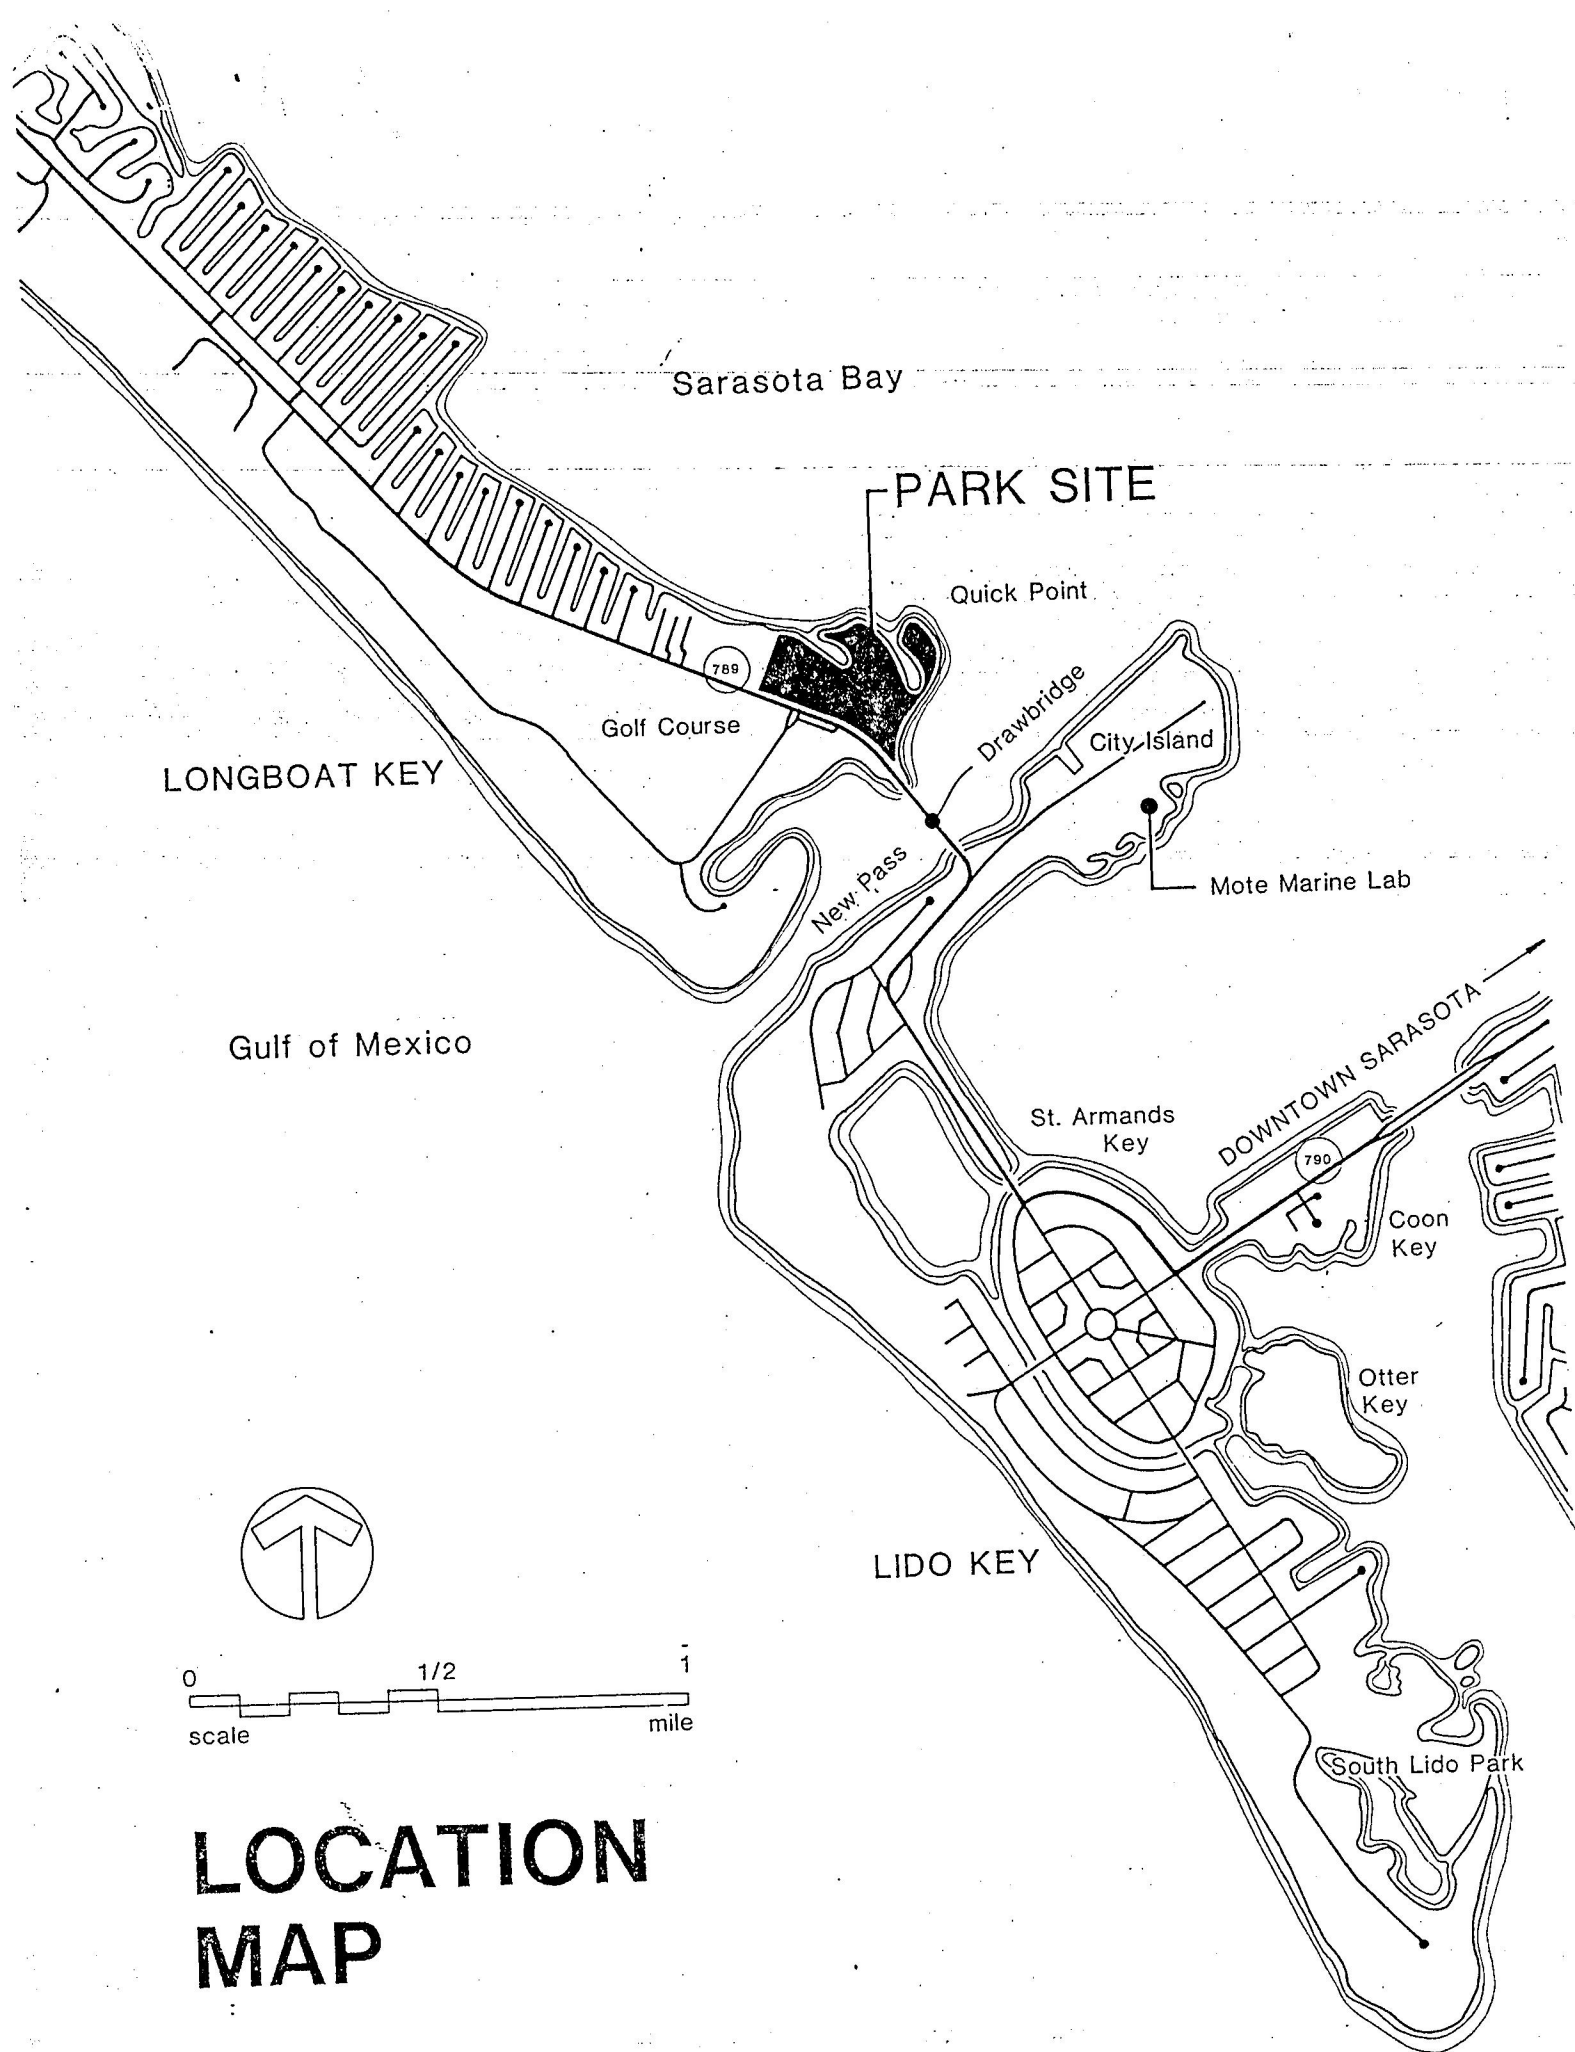 Sarasota Bay
PARK SITE
Quick Point
789
Drawbridge
Golf Course
City Island
LONGBOAT KEY
New Pass
Mote Marine Lab
Gulf of Mexico
DOWNTOWN SARASOTA
St. Armands
Key
790
Coon
Key
Otter
Key
LIDO KEY
0 1/2 1
scale mile
South Lido Park
LOCATION
MAP